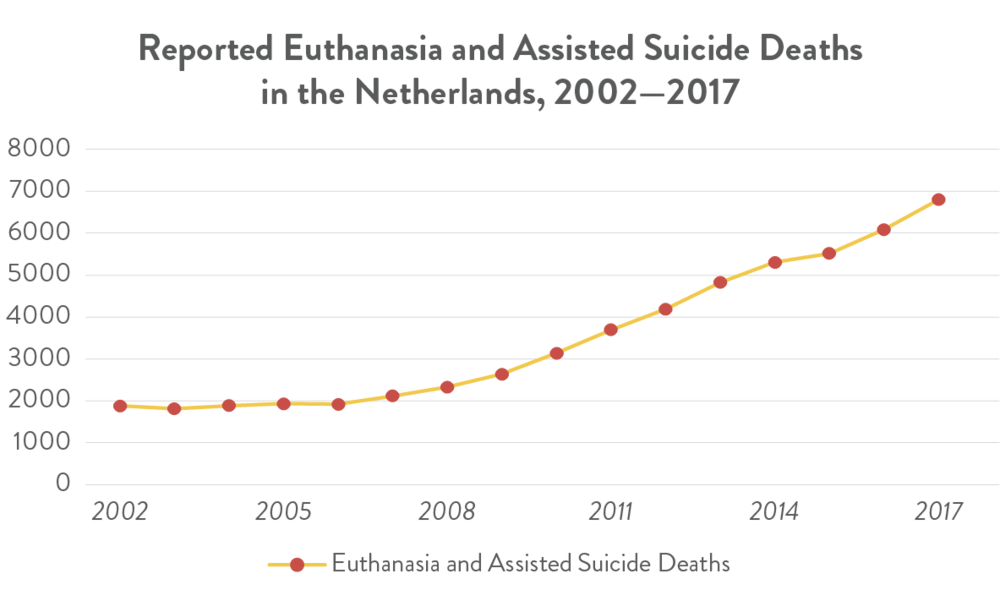 Reported Euthanasia and Assisted Suicide Deaths
in the Netherlands, 2002—2017
8000
7000
6000
5000
4000
3000
2000
1000
0
2002 2005 2008 2011 2014 2017
Euthanasia and Assisted Suicide Deaths